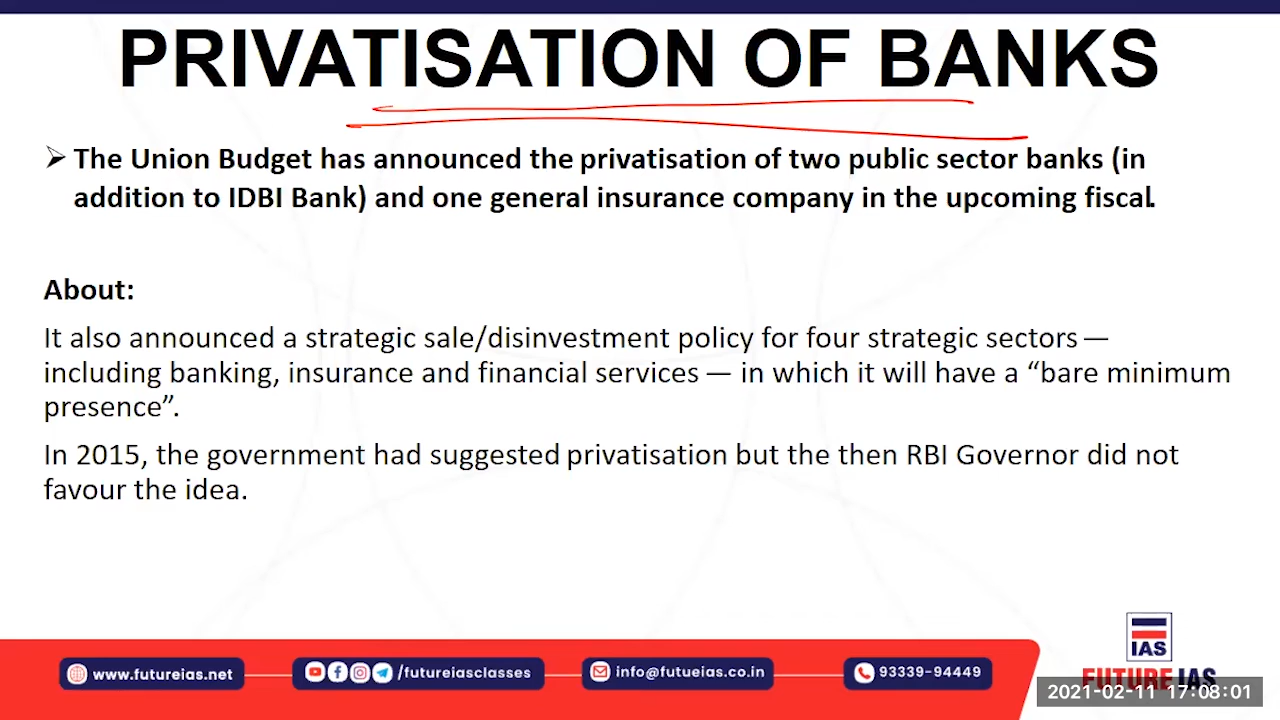 PRIVATISATION OF BANKS
➢ The Union Budget has announced the privatisation of two public sector banks (in
addition to IDBI Bank) and one general insurance company in the upcoming fiscal.
About:
It also announced a strategic sale/disinvestment policy for four strategic sectors —
including banking, insurance and financial services — in which it will have a “bare minimum
presence”.
In 2015, the government had suggested privatisation but the then RBI Governor did not
favour the idea.
www.futureias.net
/futureiasclasses
info@futueias.co.in
93339-94449
IAS
FUTURE IAS
2021-02-11 17:08:01